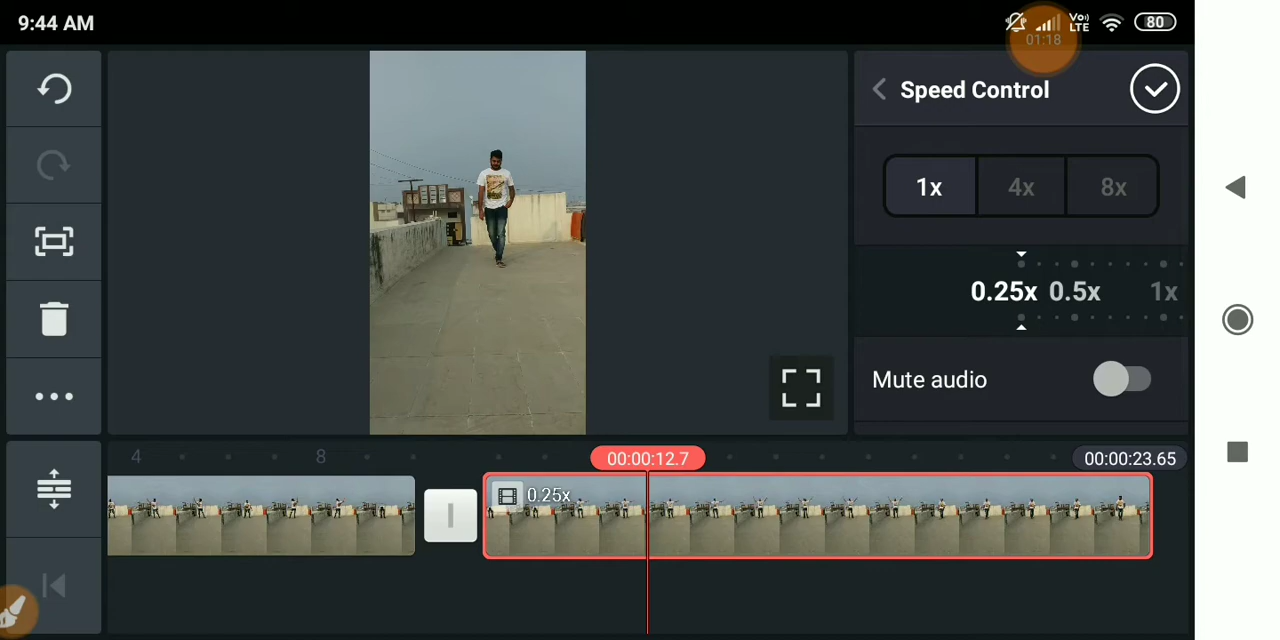 9:44 AM
Vo)
LTE
80
01:18
Speed Control
1x
4x
8x
0.25x
0.5x
1x
Mute audio
4
8
00:00:12.7
00:00:23.65
0.25x